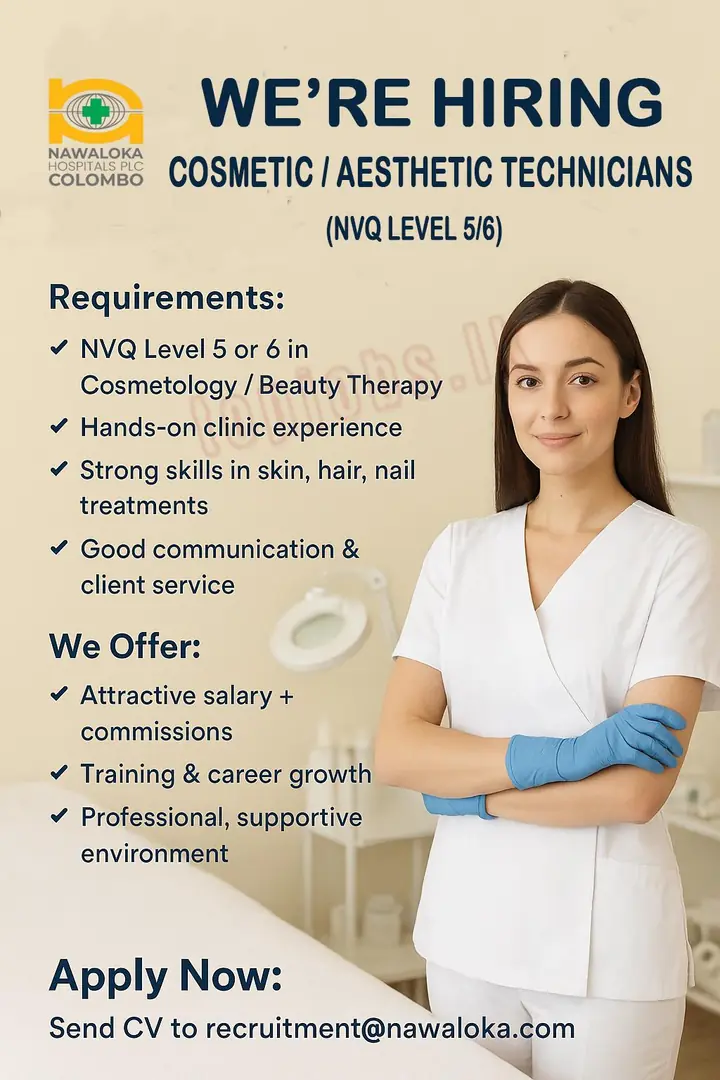 NAWALOKA
HOSPITALS PLC
COLOMBO
WE'RE HIRING
COSMETIC / AESTHETIC TECHNICIANS
(NVQ LEVEL 5/6)
Requirements:
✔ NVQ Level 5 or 6 in
Cosmetology / Beauty Therapy
✔ Hands-on clinic experience
✔ Strong skills in skin, hair, nail
treatments
✔ Good communication &
client service
We Offer:
✔ Attractive salary +
commissions
✔ Training & career growth
✔ Professional, supportive
environment
Apply Now:
Send CV to recruitment@nawaloka.com